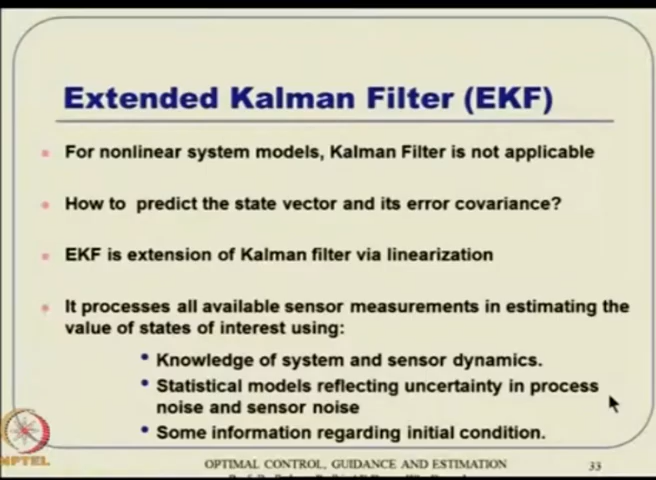 Extended Kalman Filter (EKF)
For nonlinear system models, Kalman Filter is not applicable
How to predict the state vector and its error covariance?
EKF is extension of Kalman filter via linearization
It processes all available sensor measurements in estimating the
value of states of interest using:
Knowledge of system and sensor dynamics.
Statistical models reflecting uncertainty in process
noise and sensor noise
Some information regarding initial condition.
NPTEL
OPTIMAL CONTROL, GUIDANCE AND ESTIMATION
33